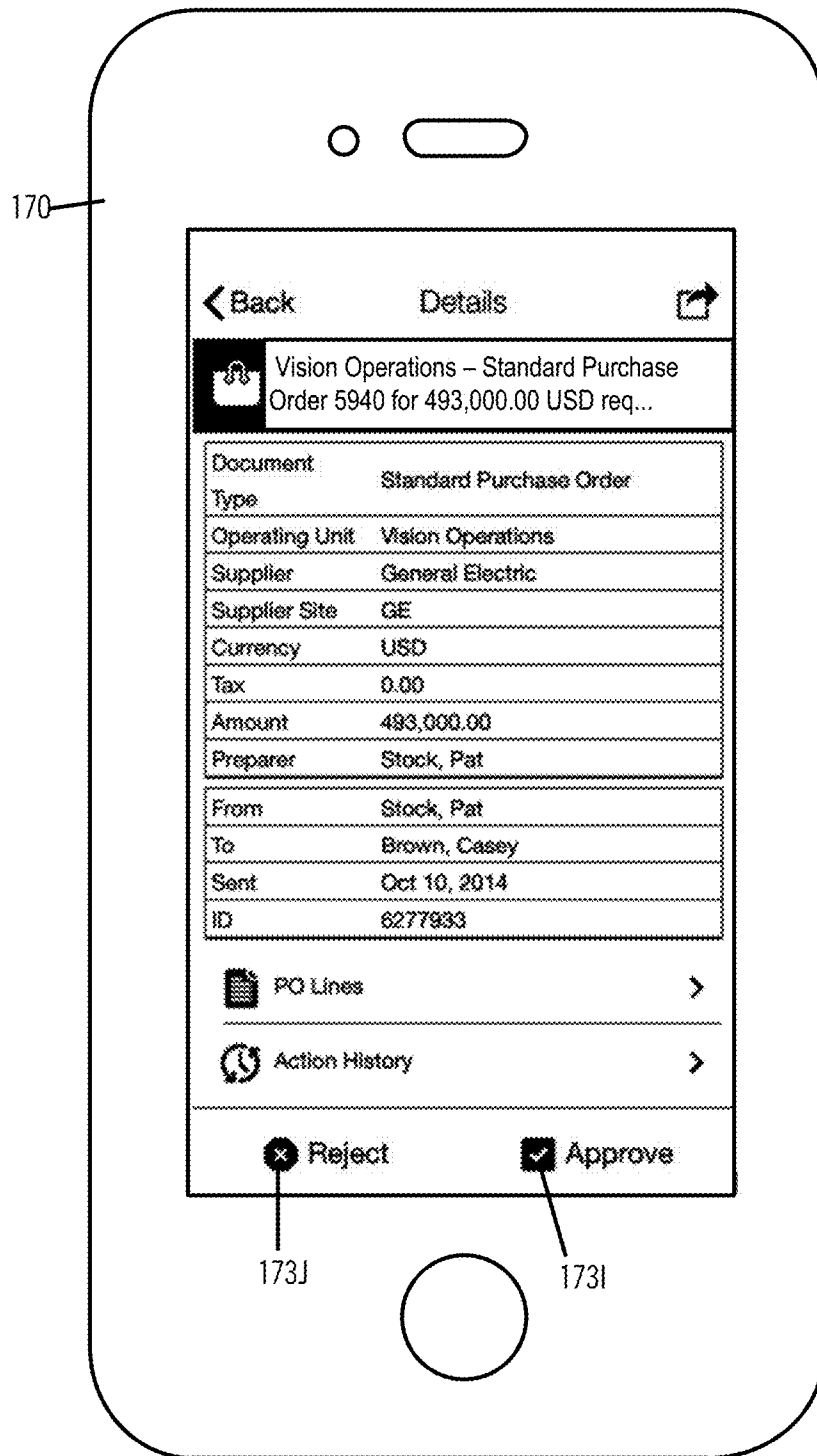 170
Back Details
Vision Operations – Standard Purchase
Order 5940 for 493,000.00 USD req...
Document
Type
Standard Purchase Order
Operating Unit Vision Operations
Supplier General Electric
Supplier Site GE
Currency USD
Tax 0.00
Amount 493,000.00
Preparer Stock, Pat
From Stock, Pat
To Brown, Casey
Sent Oct 10, 2014
ID 6277933
PO Lines
Action History
Reject Approve
173J 173I